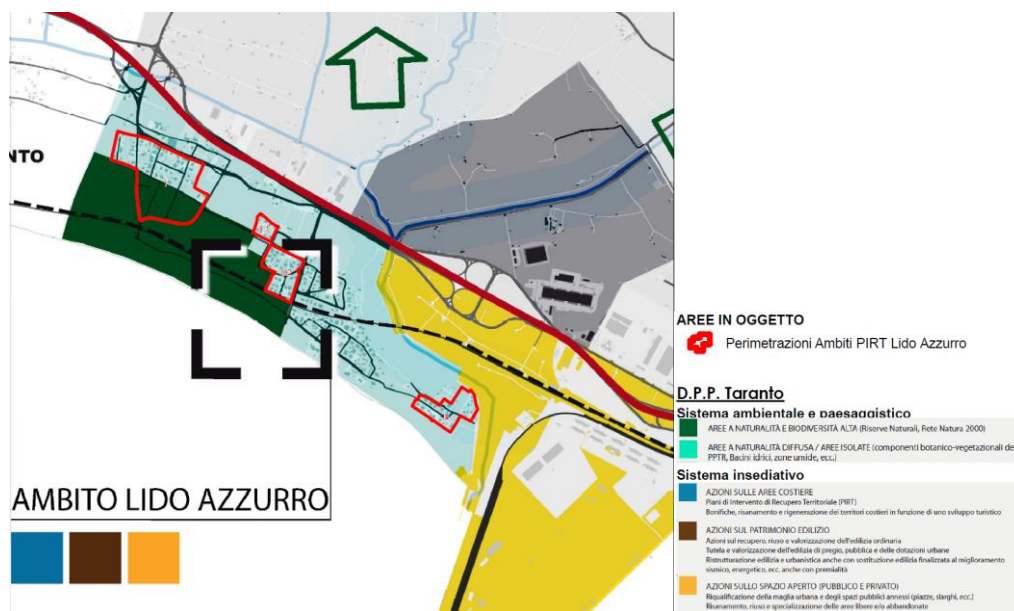 NTO
AMBITO LIDO AZZURRO
AREE IN OGGETTO
Perimetrazioni Ambiti PIRT Lido Azzurro
D.P.P. Taranto
Sistema ambientale e paesaggistico
AREE A NATURALITÀ E BIODIVERSITÀ ALTA (Riserve Naturali, Rete Natura 2000)
AREE A NATURALITÀ DIFFUSA / AREE ISOLATE (componenti botanico-vegetazionali de
PPTR, Bacini idrici, zone umide, ecc.)
Sistema insediativo
AZIONI SULLE AREE COSTIERE
Piani di Intervento di Recupero Territoriale (PIRT)
Bonifiche, risanamento e rigenerazione dei territori costieri in funzione di uno sviluppo turistico
AZIONI SUL PATRIMONIO EDILIZIO
Azioni sul recupero, riuso e valorizzazione dell'edilizia ordinaria
Tutela e valorizzazione dell'edilizia di pregio, pubblica e delle dotazioni urbane
Ristrutturazione edilizia e urbanistica anche con sostituzione edilizia finalizzata al miglioramento
sismico, energetico, ecc. anche con premialità
AZIONI SULLO SPAZIO APERTO (PUBBLICO E PRIVATO)
Riqualificazione della maglia urbana e degli spazi pubblici annessi (piazze, slarghi, ecc.)
Risanamento, riuso e specializzazione delle aree libere e/o abbandonate